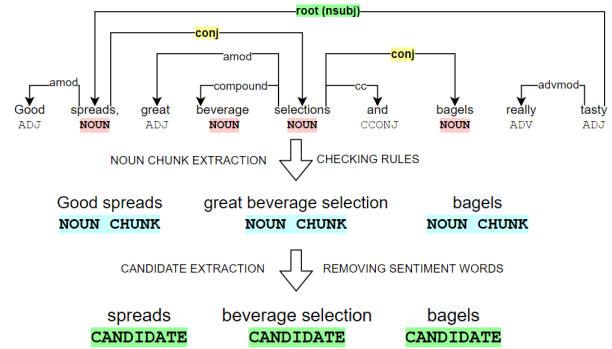 root (nsubj)
conj
amod
conj
amod
compound
cc
advmod
Good spreads, great beverage selections and bagels really tasty
ADJ NOUN ADJ NOUN NOUN CCONJ NOUN ADV ADJ
NOUN CHUNK EXTRACTION CHECKING RULES
Good spreads great beverage selection bagels
NOUN CHUNK NOUN CHUNK NOUN CHUNK
CANDIDATE EXTRACTION REMOVING SENTIMENT WORDS
spreads beverage selection bagels
CANDIDATE CANDIDATE CANDIDATE